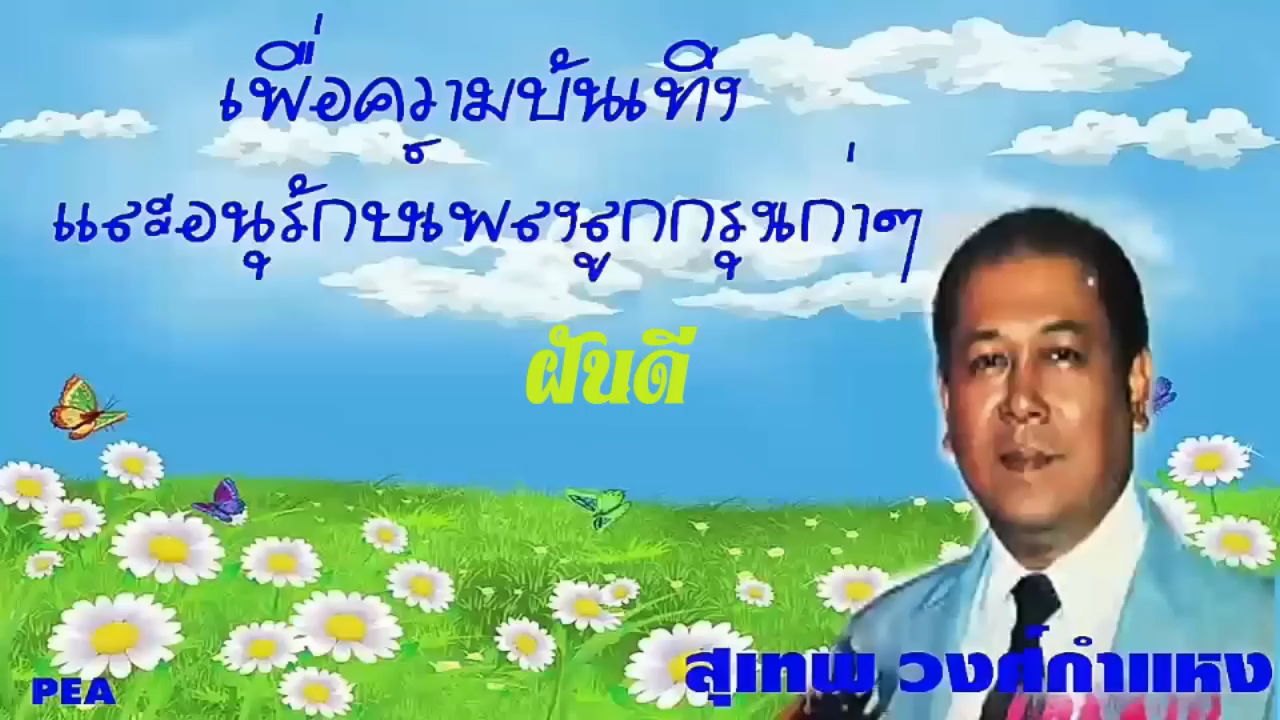 เพื่อความบันเทิง
และอนุรักษ์บทเพลงลูกกรุงเก่าๆ
ฝันดี
สุเทพ วงศ์กำแหง
PEA